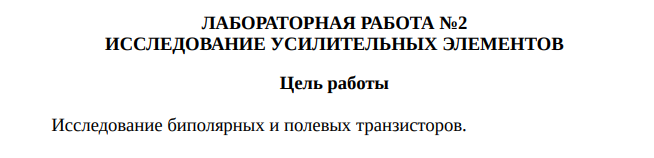 ЛАБОРАТОРНАЯ РАБОТА №2
ИССЛЕДОВАНИЕ УСИЛИТЕЛЬНЫХ ЭЛЕМЕНТОВ
Цель работы
Исследование биполярных и полевых транзисторов.